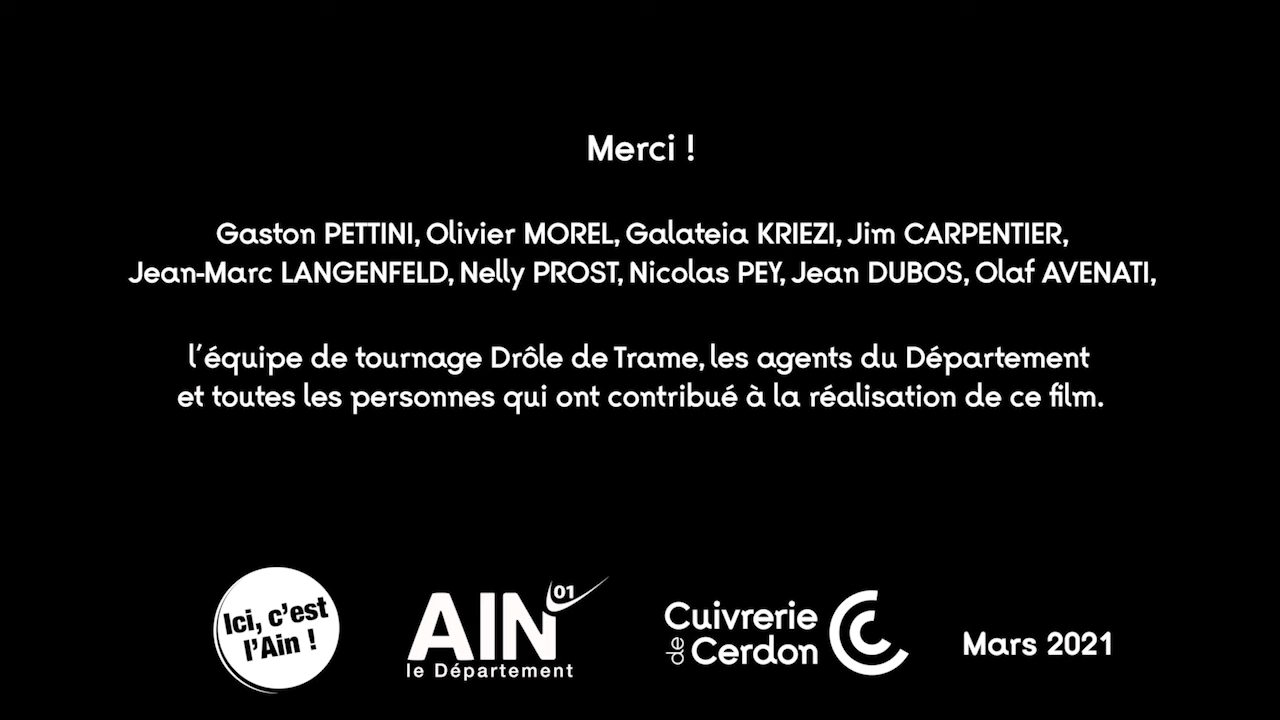 Merci !
Gaston PETTINI, Olivier MOREL, Galateia KRIEZI, Jim CARPENTIER,
Jean-Marc LANGENFELD, Nelly PROST, Nicolas PEY, Jean DUBOS, Olaf AVENATI,
l'équipe de tournage Drôle de Trame, les agents du Département
et toutes les personnes qui ont contribué à la réalisation de ce film.
Ici, c'est
l'Ain !
AIN 01
le Département
Cuivrerie
de Cerdon
Mars 2021